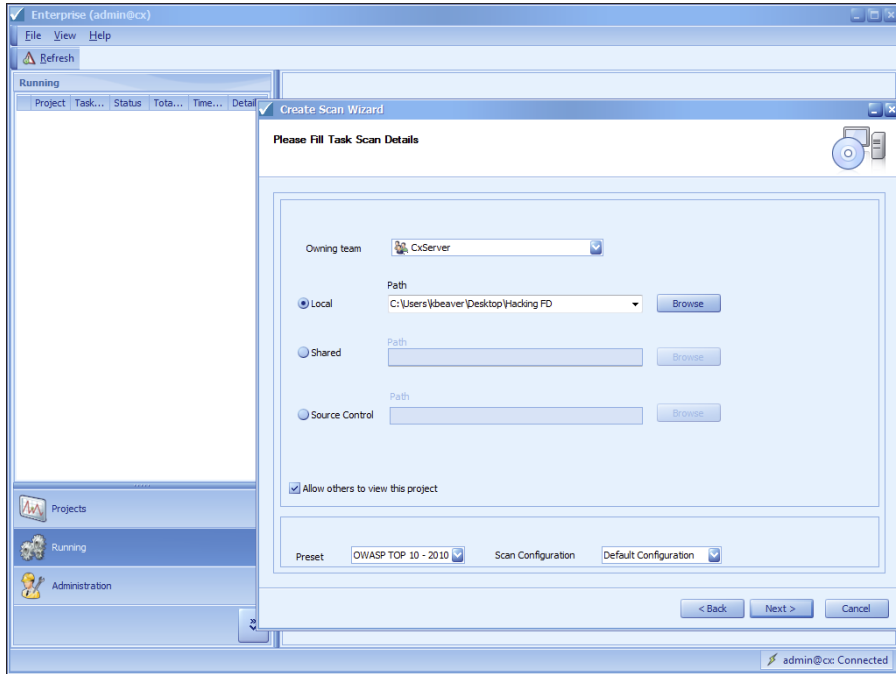 Enterprise (admin@cx)
File View Help
Refresh
Running
Project Task... Status Tota... Time... Detail
Create Scan Wizard
Please Fill Task Scan Details
Owning team CxServer
Path
Local C:\Users\kbeaver\Desktop\Hacking FD Browse
Path
Shared Browse
Path
Source Control Browse
Allow others to view this project
Projects
Running
Administration
Preset OWASP TOP 10 - 2010 Scan Configuration Default Configuration
< Back Next > Cancel
admin@cx: Connected